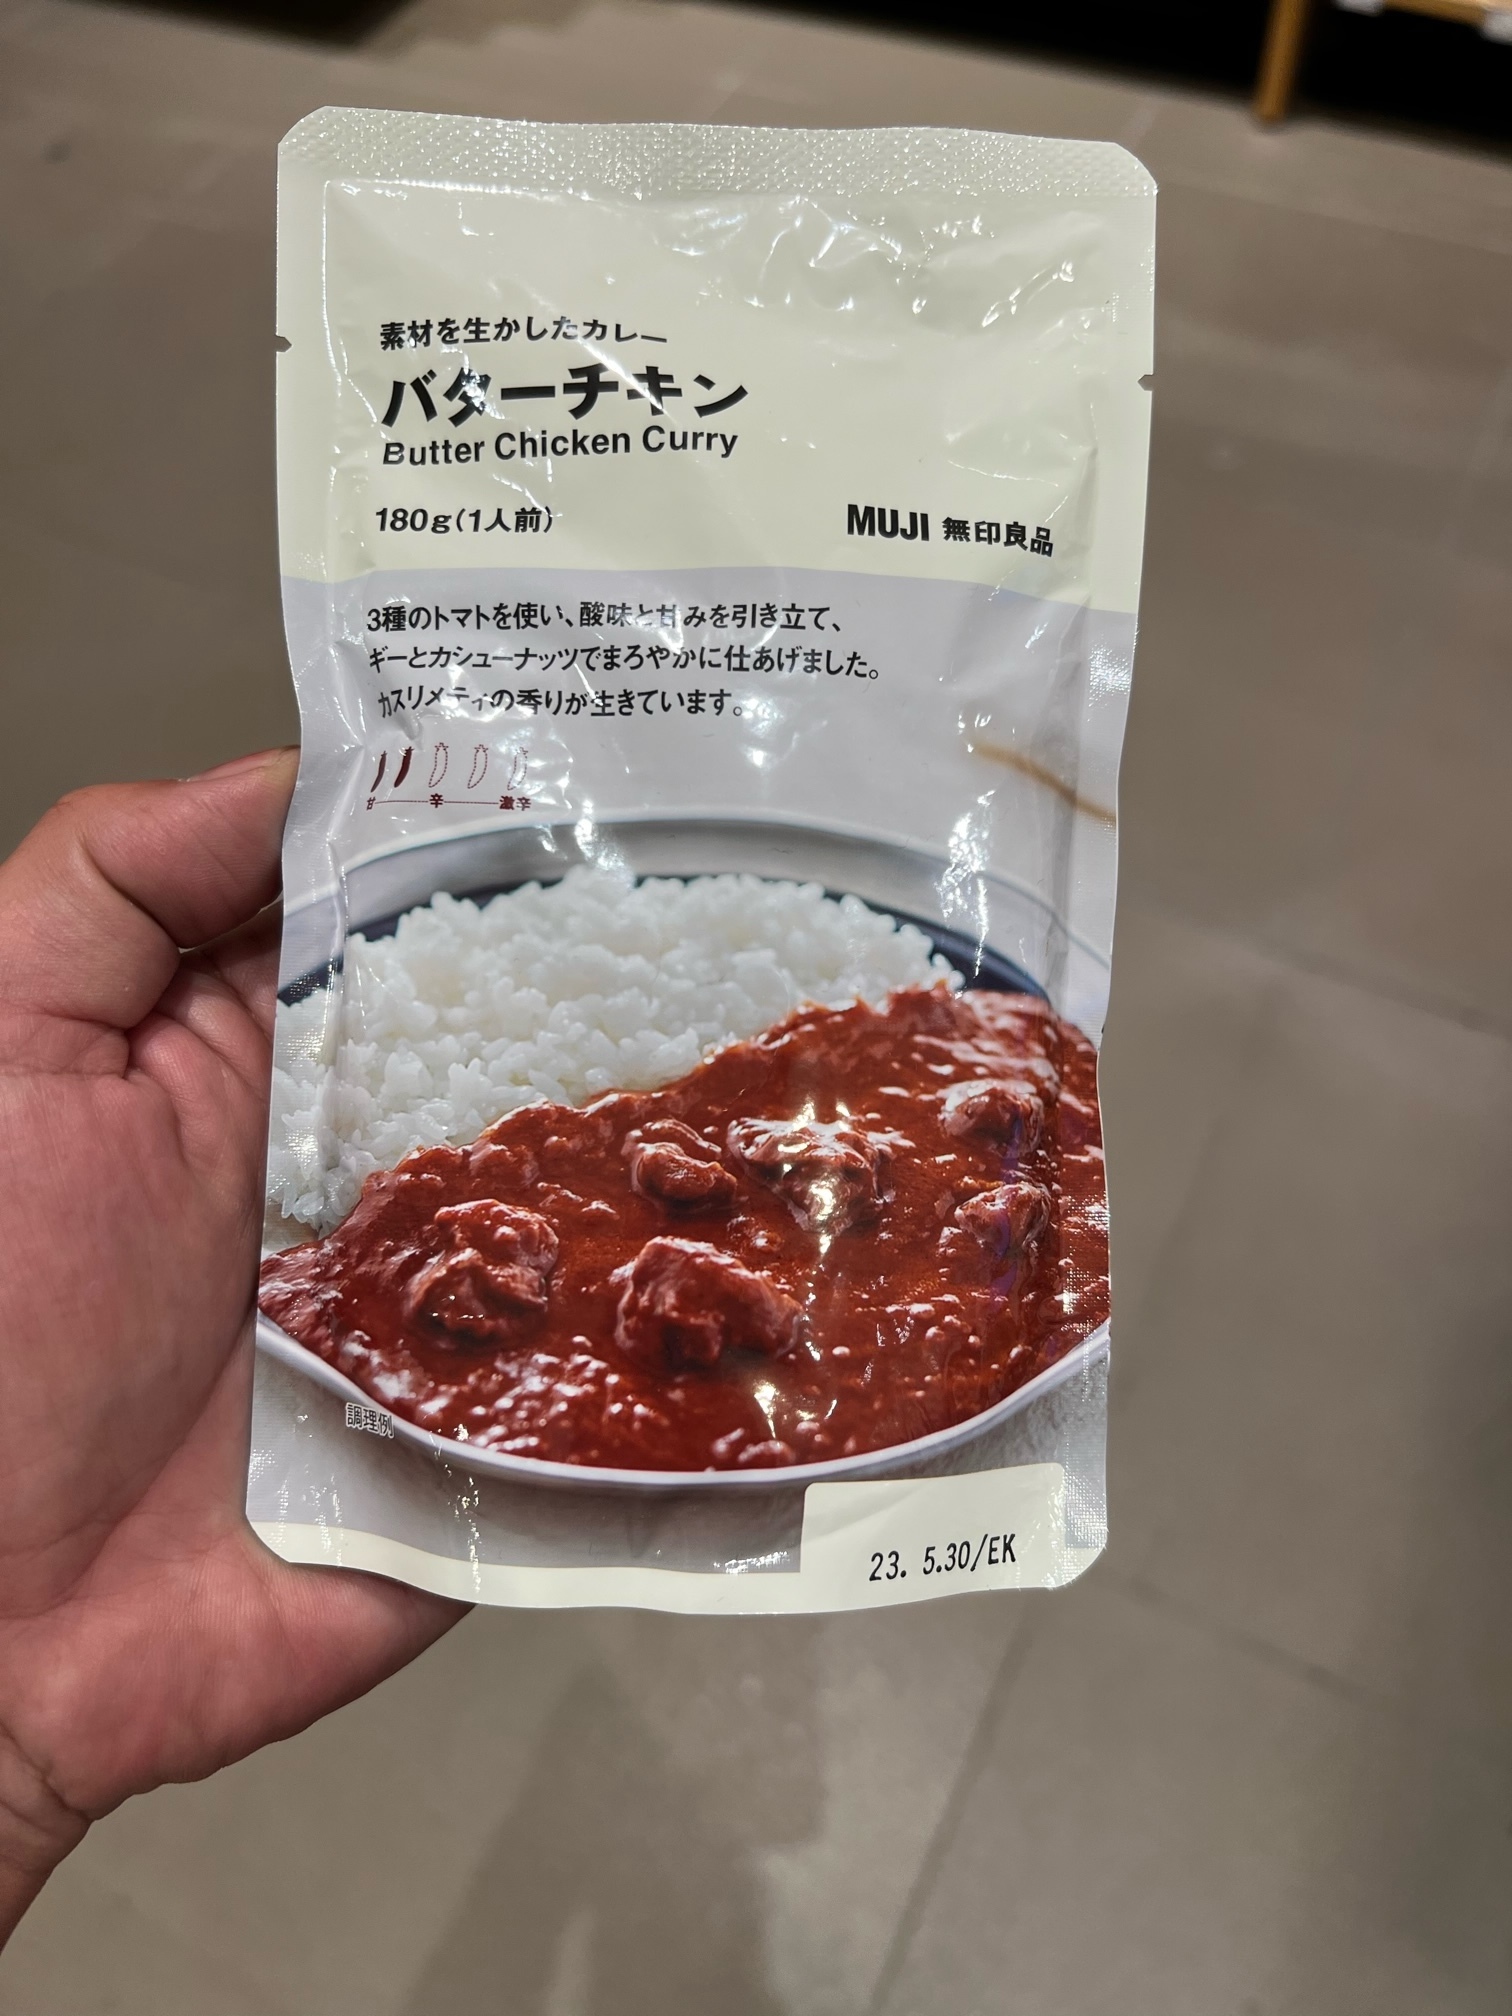 素材を生かしたカレー
バターチキン
Butter Chicken Curry
180g(1人前)
MUJI 無印良品
3種のトマトを使い、酸味と甘みを引き立て、
ギーとカシューナッツでまろやかに仕あげました。
カスリメティの香りが生きています。
甘 辛 激辛
調理例
23. 5.30/EK